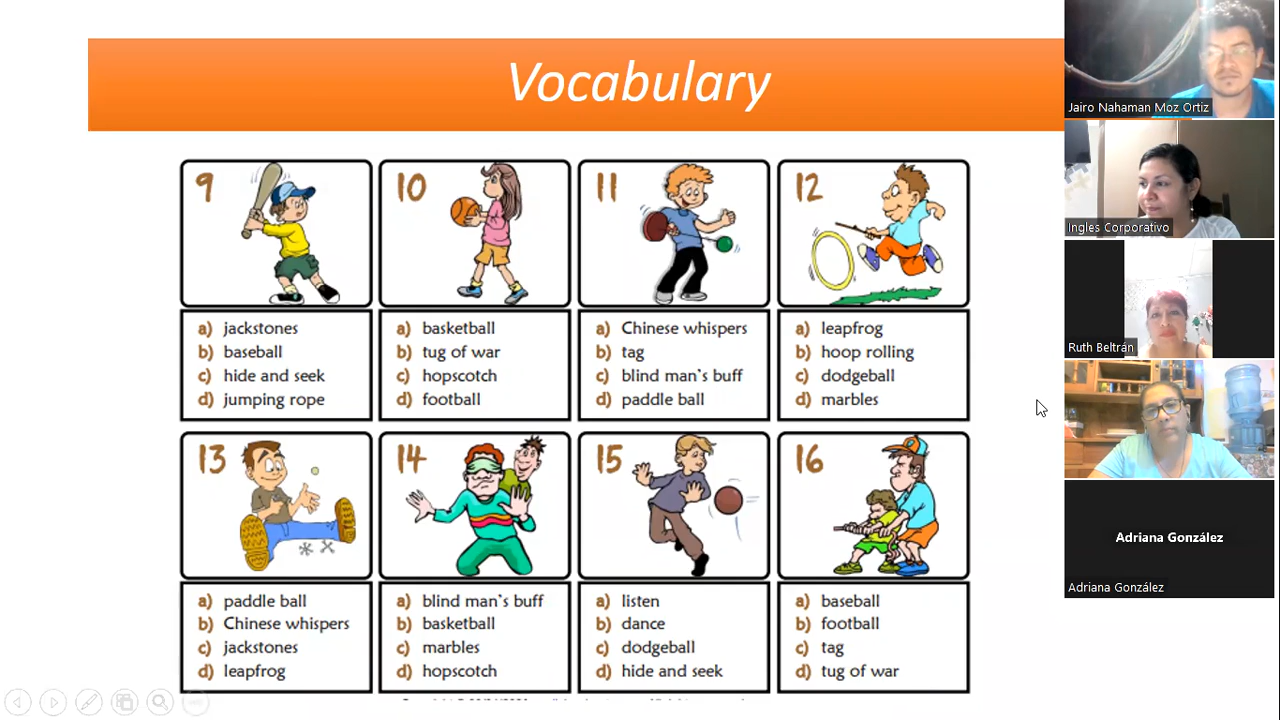 Vocabulary
9
10
11
12
a) jackstones
b) baseball
c) hide and seek
d) jumping rope
a) basketball
b) tug of war
c) hopscotch
d) football
a) Chinese whispers
b) tag
c) blind man's buff
d) paddle ball
a) leapfrog
b) hoop rolling
c) dodgeball
d) marbles
13
14
15
16
a) paddle ball
b) Chinese whispers
c) jackstones
d) leapfrog
a) blind man's buff
b) basketball
c) marbles
d) hopscotch
a) listen
b) dance
c) dodgeball
d) hide and seek
a) baseball
b) football
c) tag
d) tug of war
Jairo Nahaman Moz Ortiz
Ingles Corporativo
Ruth Beltrán
Adriana González
Adriana González